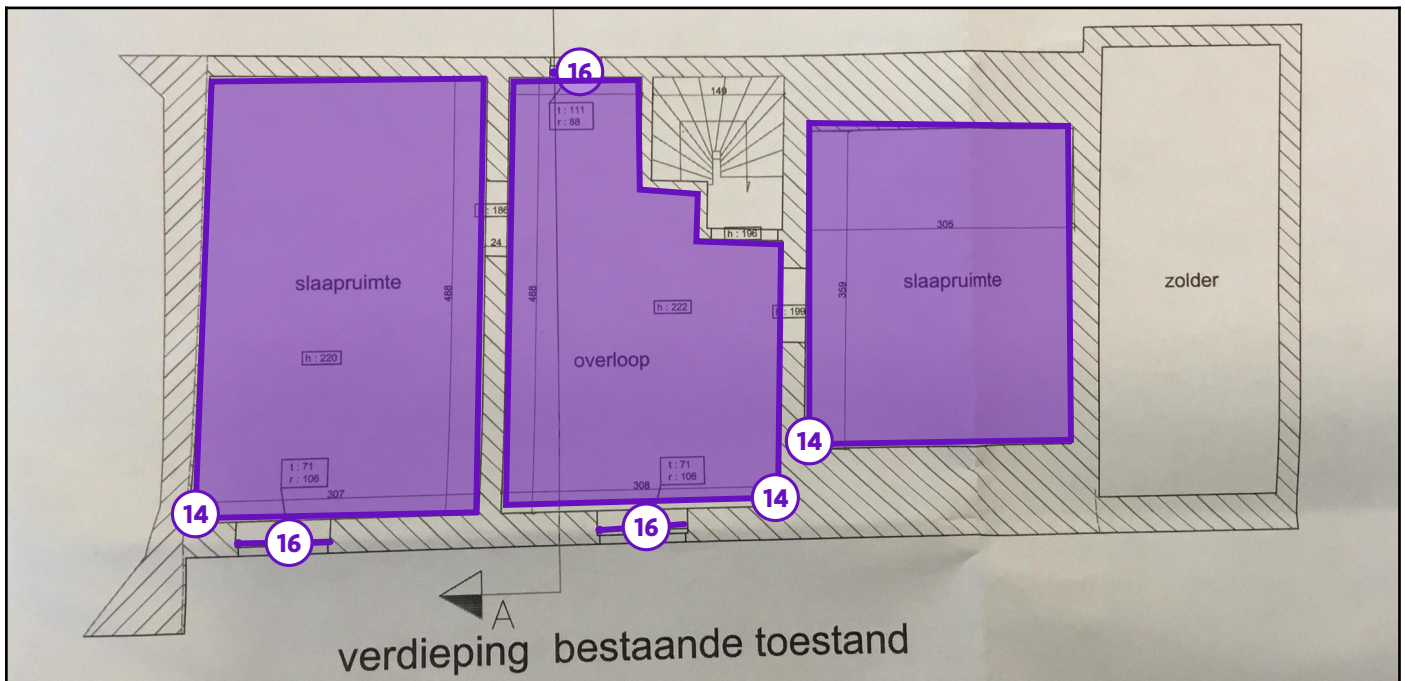 16
149
t : 111
r : 88
h : 186
24
h : 196
305
slaapruimte
488
488
h : 222
h : 199
359
slaapruimte
zolder
h : 220
overloop
14
t : 71
r : 106
307
t : 71
r : 106
308
14
14
16
16
A
verdieping bestaande toestand